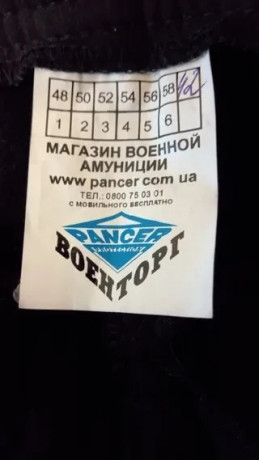 48 50 52 54 56 58 42
1 2 3 4 5 6
МАГАЗИН ВОЕННОЙ
АМУНИЦИИ
www pancer com ua
ТЕЛ.: 0800 75 03 01
С МОБИЛЬНОГО БЕСПЛАТНО
PANCER
ВОЕНТОРГ